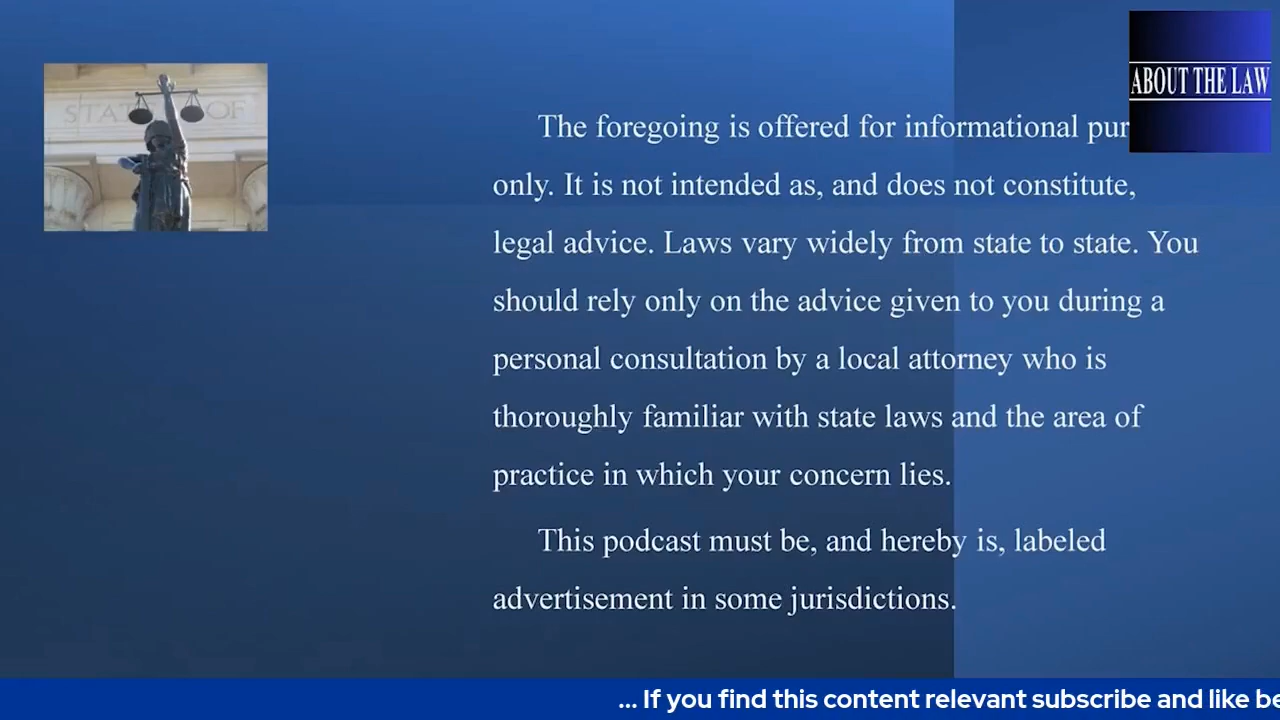 STATE OF
ABOUT THE LAW
The foregoing is offered for informational pur
only. It is not intended as, and does not constitute,
legal advice. Laws vary widely from state to state. You
should rely only on the advice given to you during a
personal consultation by a local attorney who is
thoroughly familiar with state laws and the area of
practice in which your concern lies.
This podcast must be, and hereby is, labeled
advertisement in some jurisdictions.
... If you find this content relevant subscribe and like be